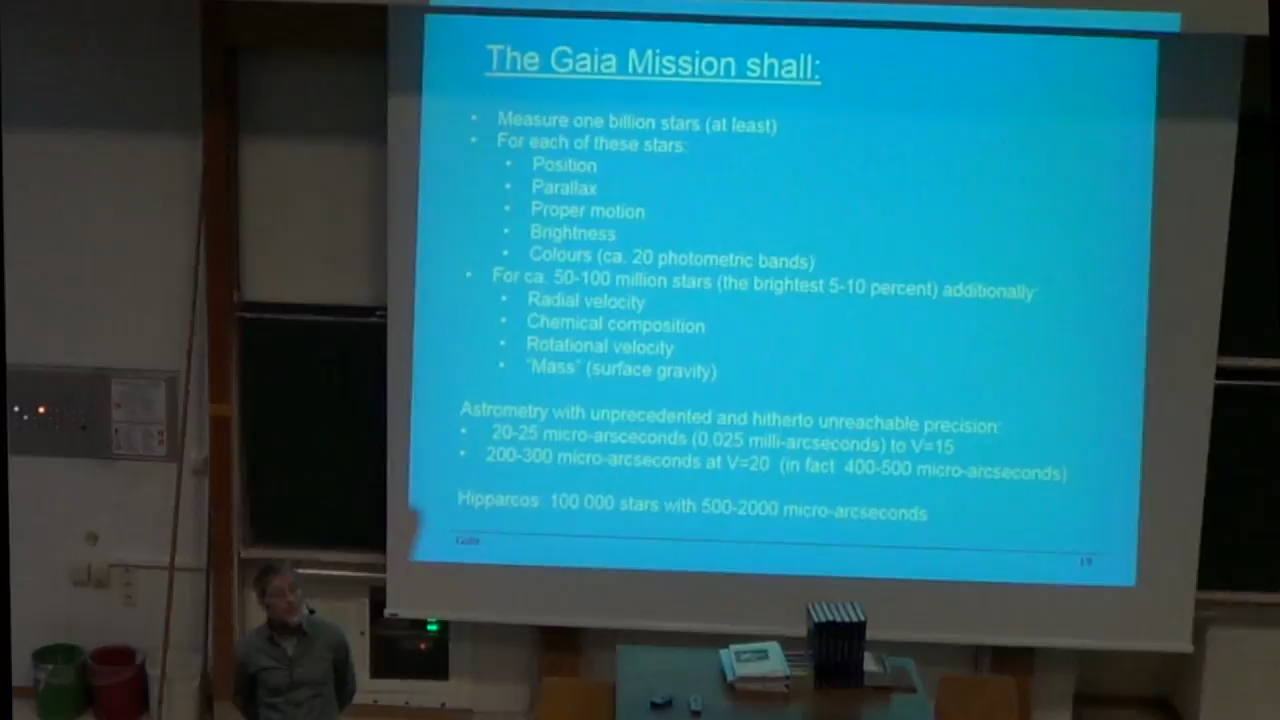 The Gaia Mission shall:
• Measure one billion stars (at least)
• For each of these stars:
• Position
• Parallax
• Proper motion
• Brightness
• Colours (ca. 20 photometric bands)
• For ca. 50-100 million stars (the brightest 5-10 percent) additionally:
• Radial velocity
• Chemical composition
• Rotational velocity
• "Mass" (surface gravity)
Astrometry with unprecedented and hitherto unreachable precision:
• 20-25 micro-arsceconds (0.025 milli-arcseconds) to V=15
• 200-300 micro-arcseconds at V=20 (in fact 400-500 micro-arcseconds)
Hipparcos: 100 000 stars with 500-2000 micro-arcseconds
Gaia
19